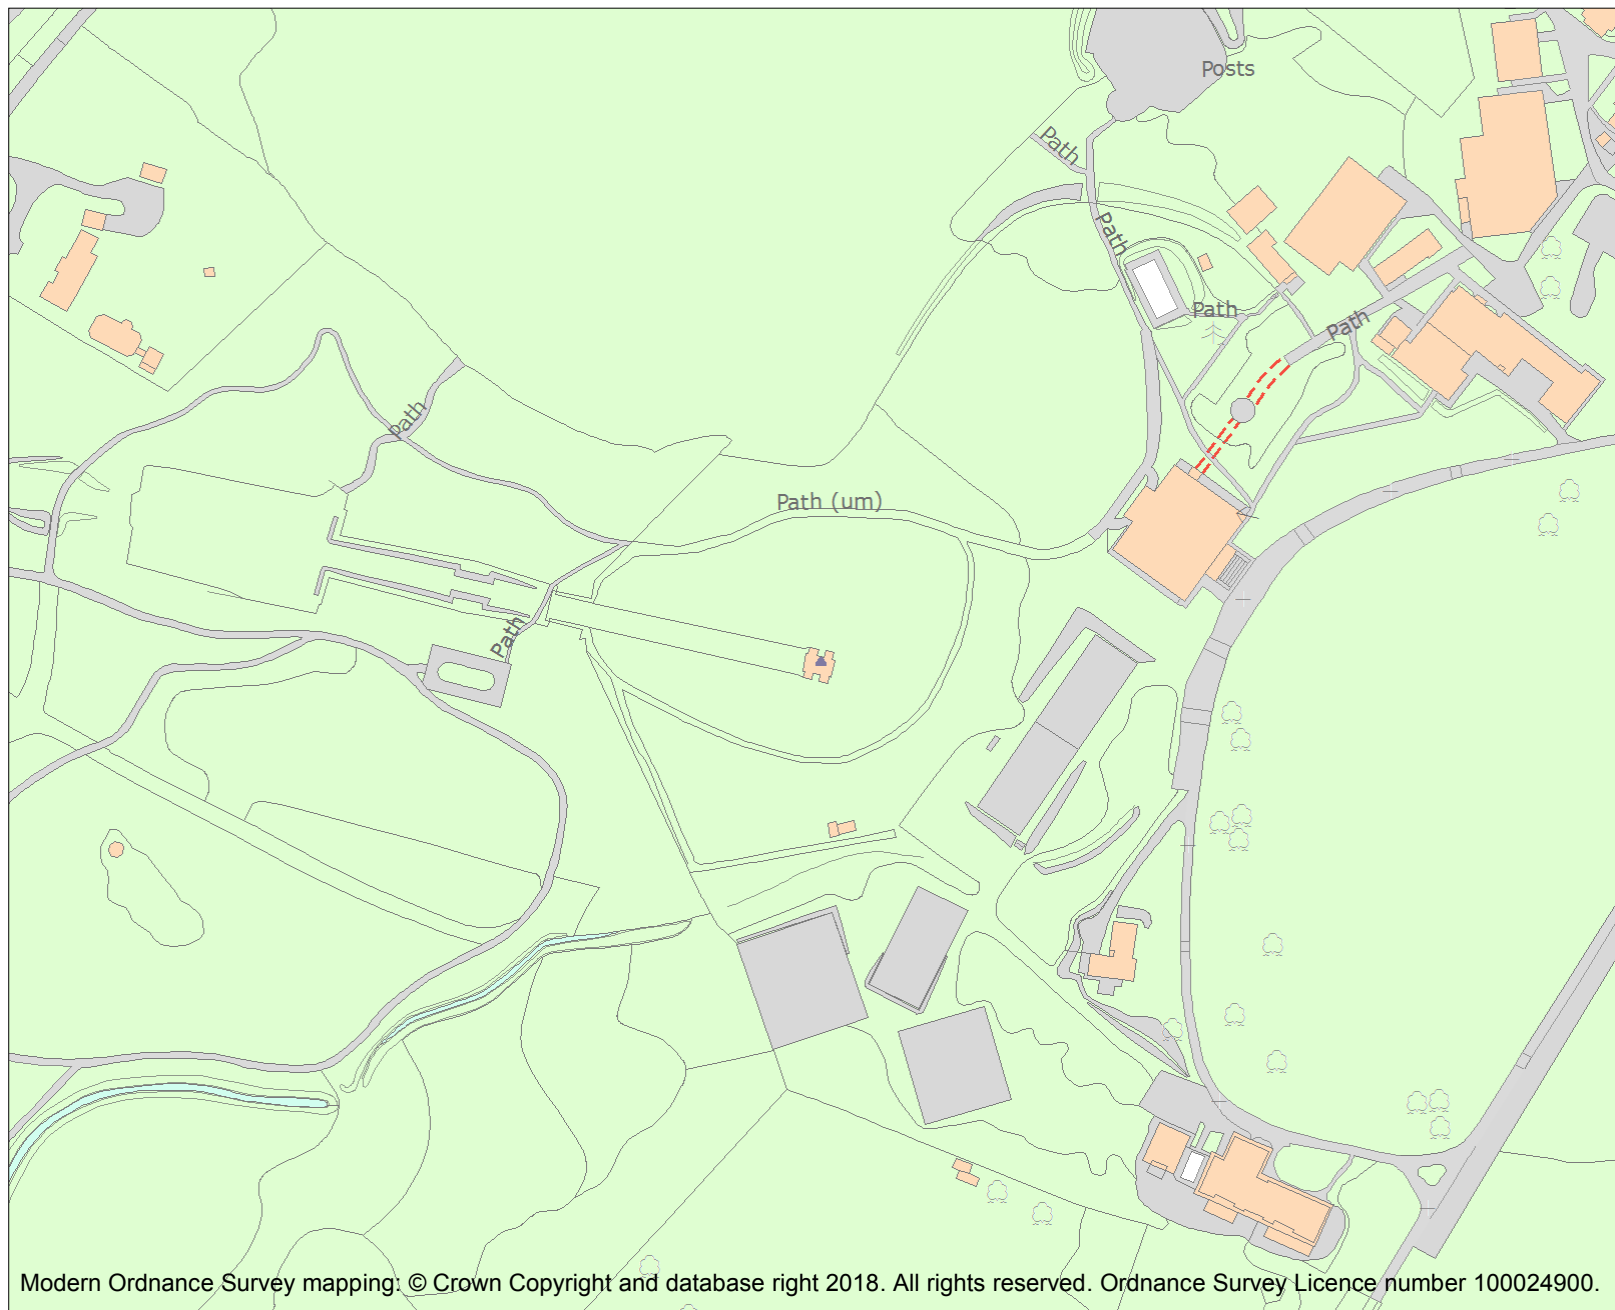 Posts
Path
Path
Path
Path
Path
Path (um)
Path
Modern Ordnance Survey mapping: © Crown Copyright and database right 2018. All rights reserved. Ordnance Survey Licence number 100024900.